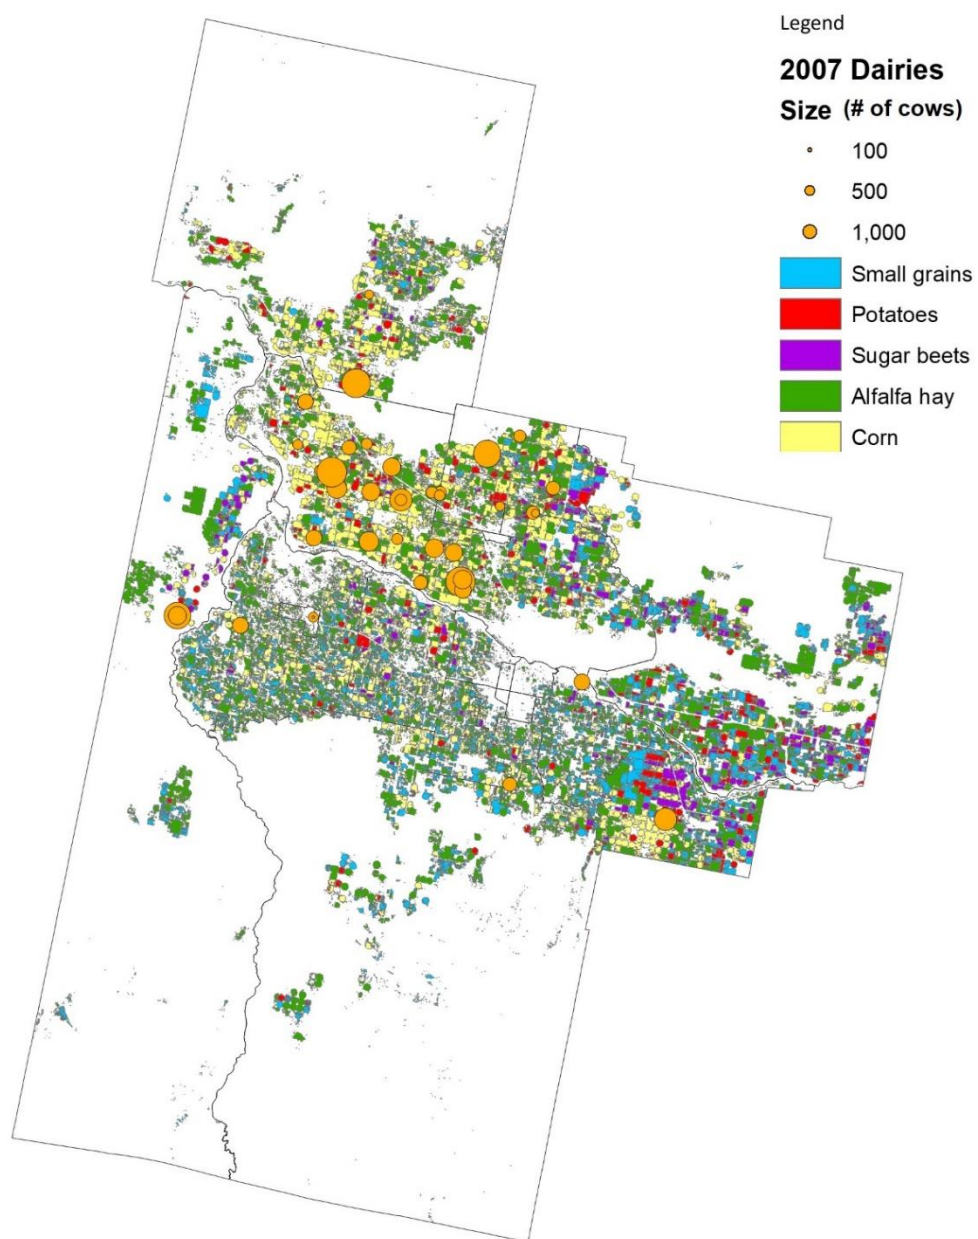 Legend
2007 Dairies
Size (# of cows)
100
500
1,000
Small grains
Potatoes
Sugar beets
Alfalfa hay
Corn